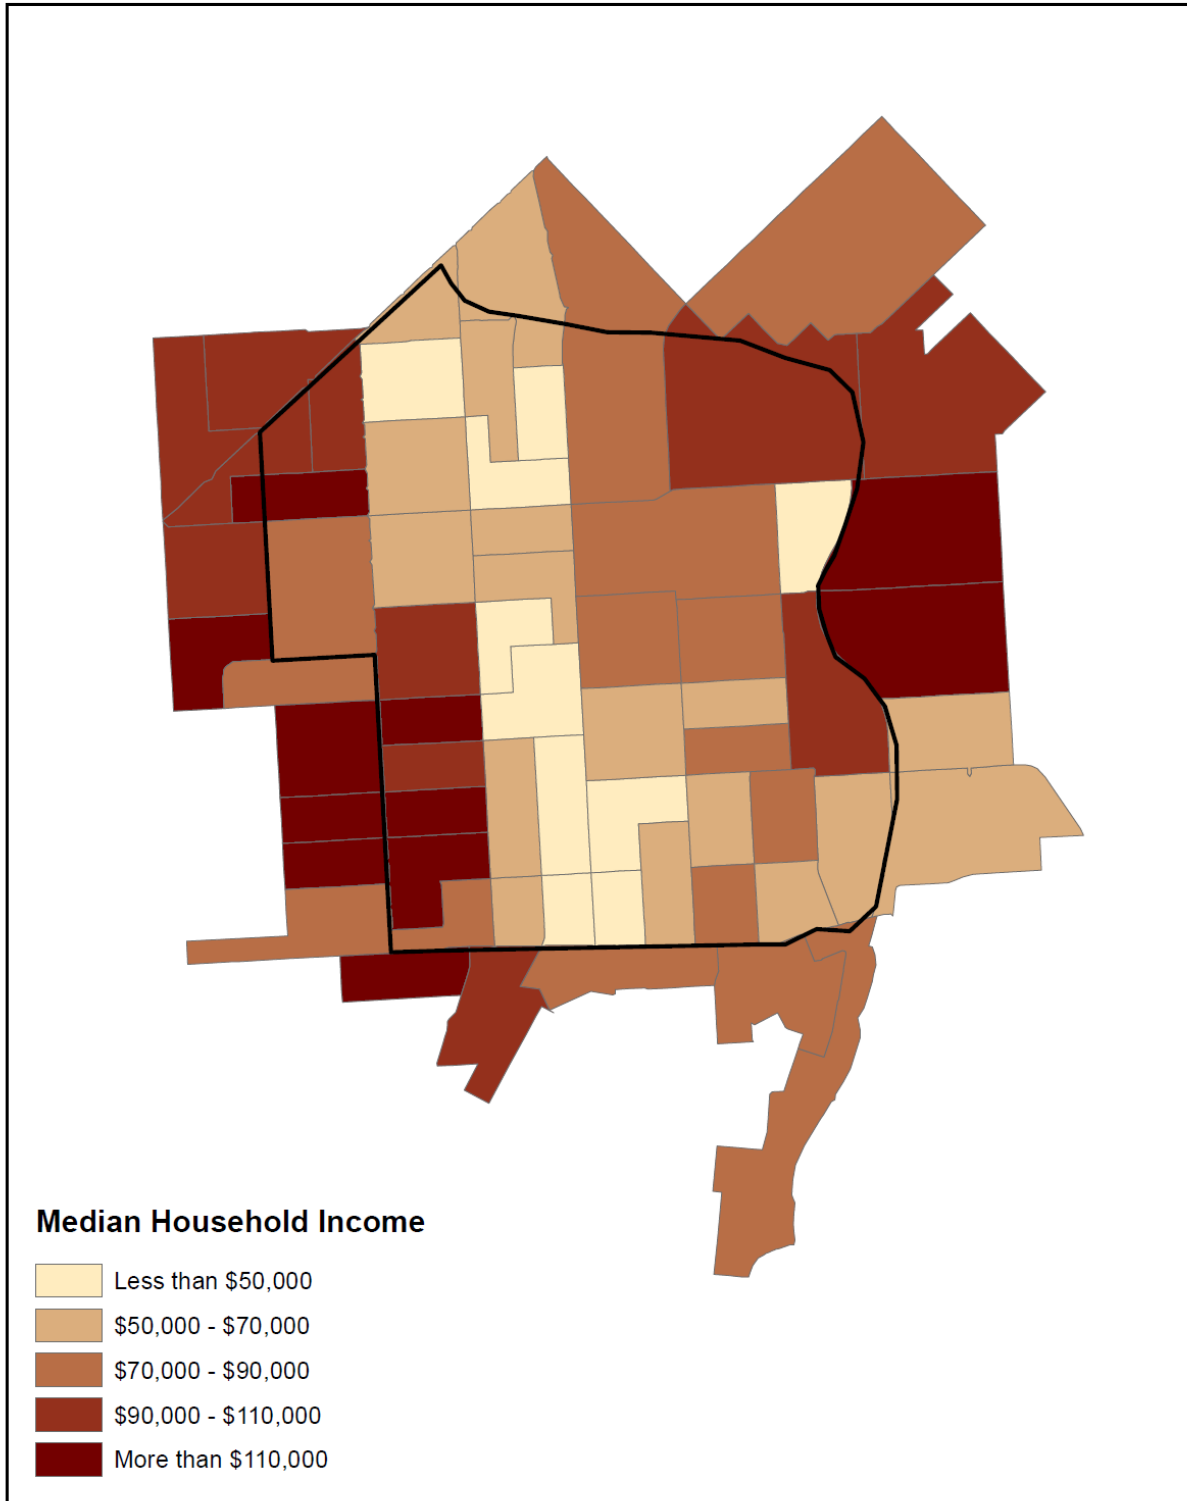 Median Household Income
Less than $50,000
$50,000 - $70,000
$70,000 - $90,000
$90,000 - $110,000
More than $110,000